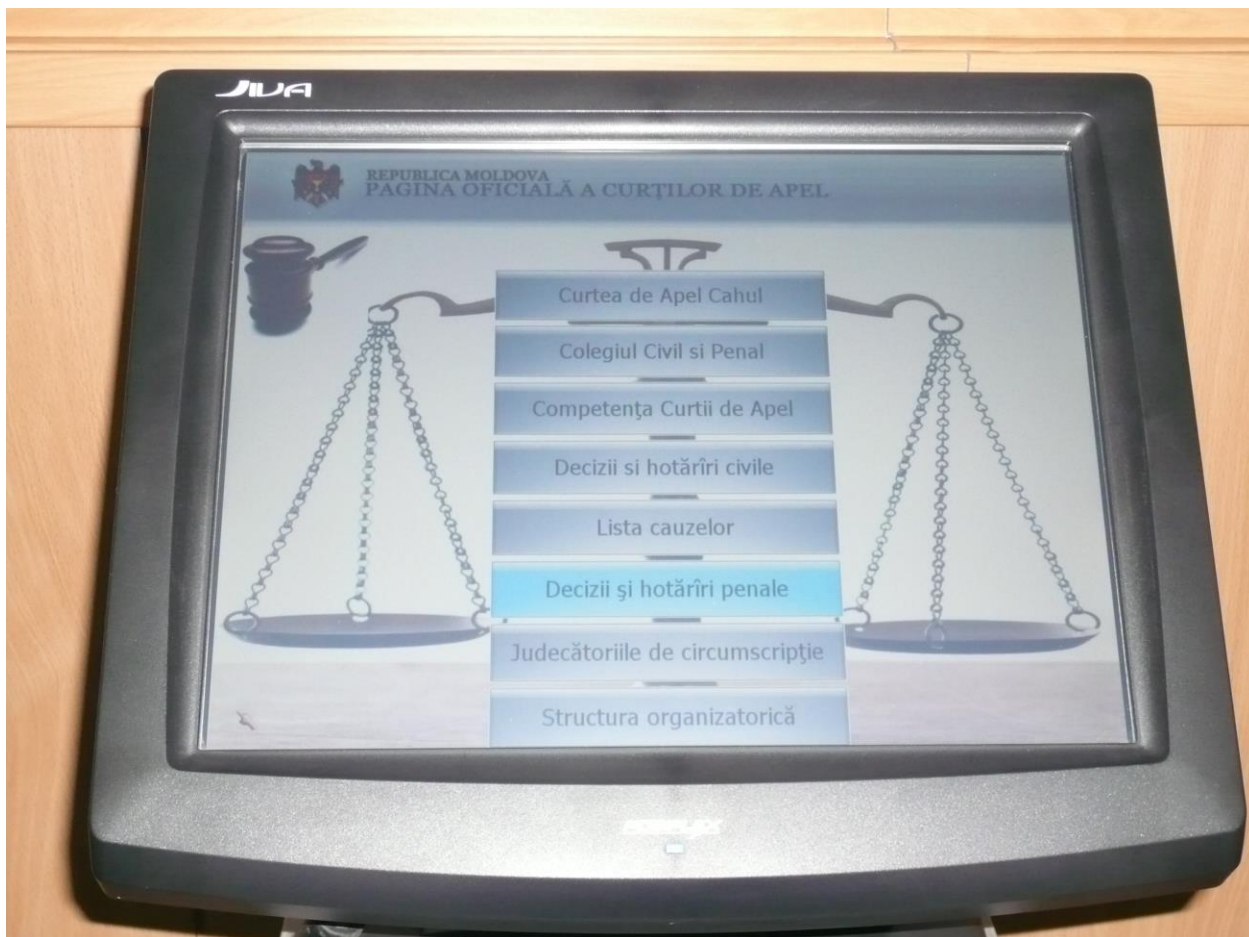 JIVA
REPUBLICA MOLDOVA
PAGINA OFICIALĂ A CURŢILOR DE APEL
Curtea de Apel Cahul
Colegiul Civil si Penal
Competenţa Curtii de Apel
Decizii si hotărîri civile
Lista cauzelor
Decizii şi hotărîri penale
Judecătoriile de circumscripţie
Structura organizatorică